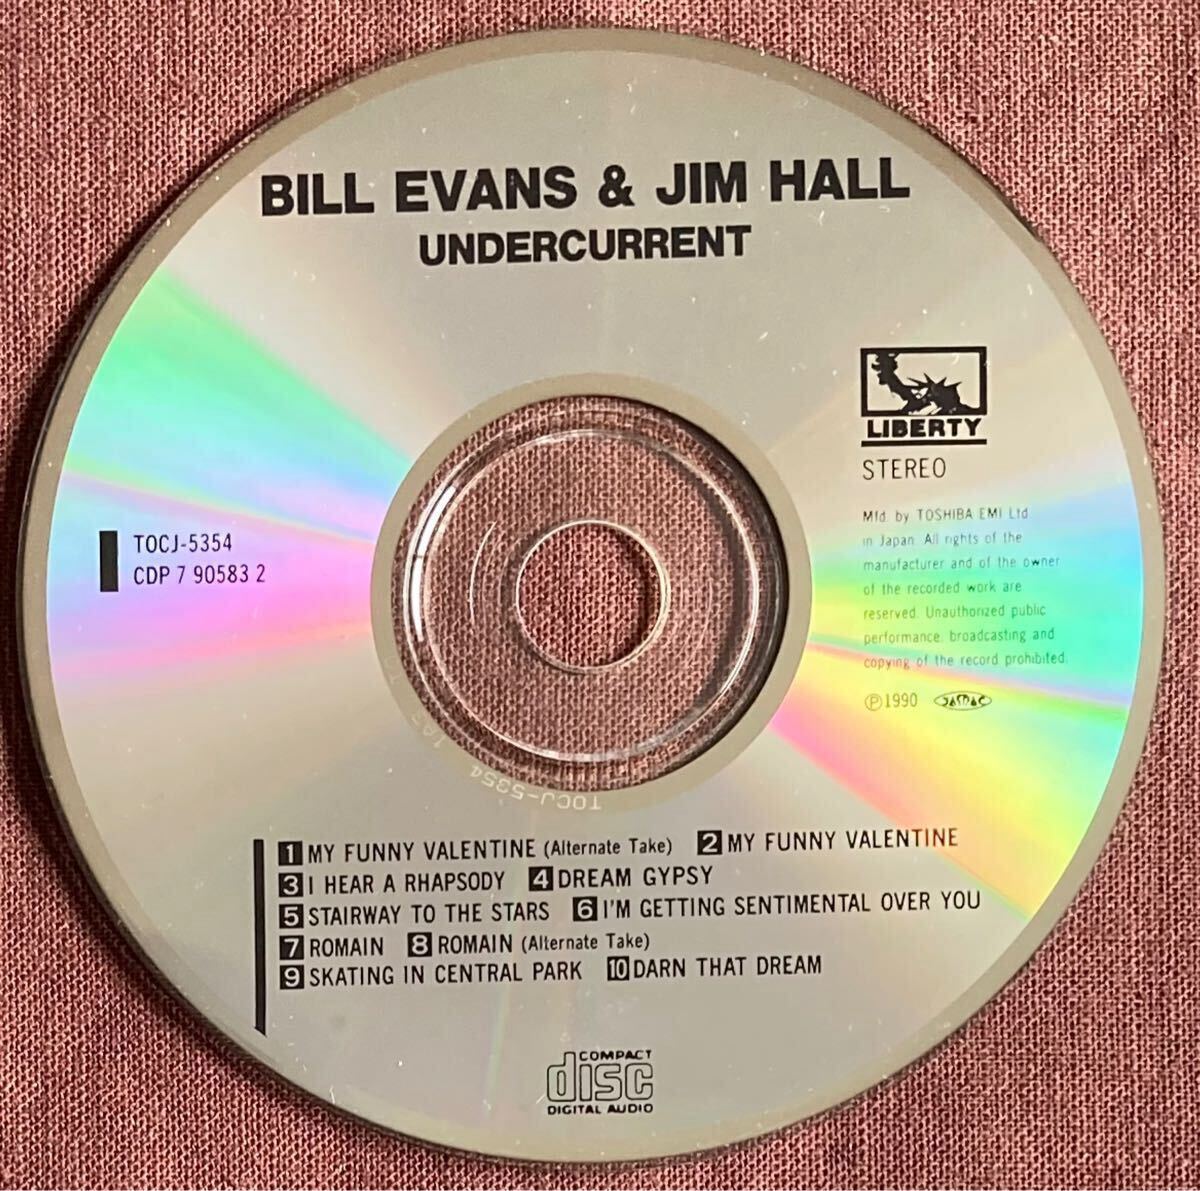 BILL EVANS & JIM HALL
UNDERCURRENT
LIBERTY
STEREO
TOCJ-5354
CDP 7 90583 2
Mfd. by TOSHIBA EMI Ltd
in Japan. All rights of the
manufacturer and of the owner
of the recorded work are
reserved. Unauthorized public
performance, broadcasting and
copying of the record prohibited.
Ⓟ1990 JASRAC
TOCJ-5354
1 MY FUNNY VALENTINE (Alternate Take) 2 MY FUNNY VALENTINE
3 I HEAR A RHAPSODY 4 DREAM GYPSY
5 STAIRWAY TO THE STARS 6 I'M GETTING SENTIMENTAL OVER YOU
7 ROMAIN 8 ROMAIN (Alternate Take)
9 SKATING IN CENTRAL PARK 10 DARN THAT DREAM
COMPACT
disc
DIGITAL AUDIO